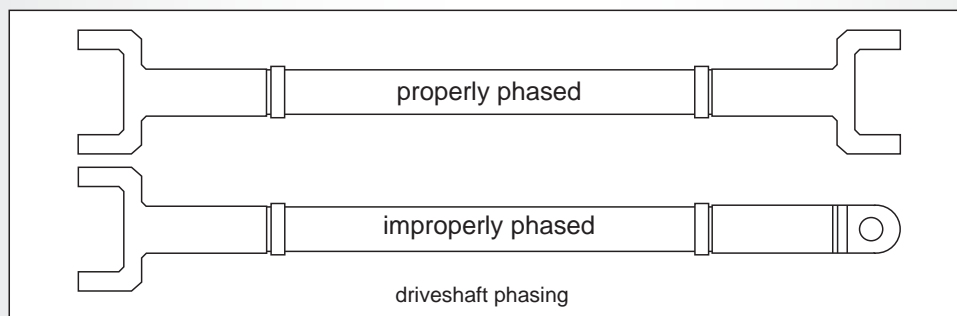 properly phased
improperly phased
driveshaft phasing